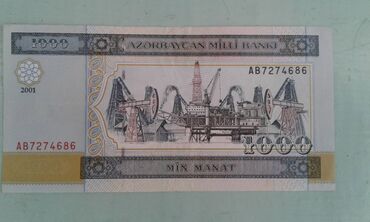 1000 AZƏRBAYCAN MİLLİ BANKI
AB7274686
2001
AB7274686
1000
MİN MANAT